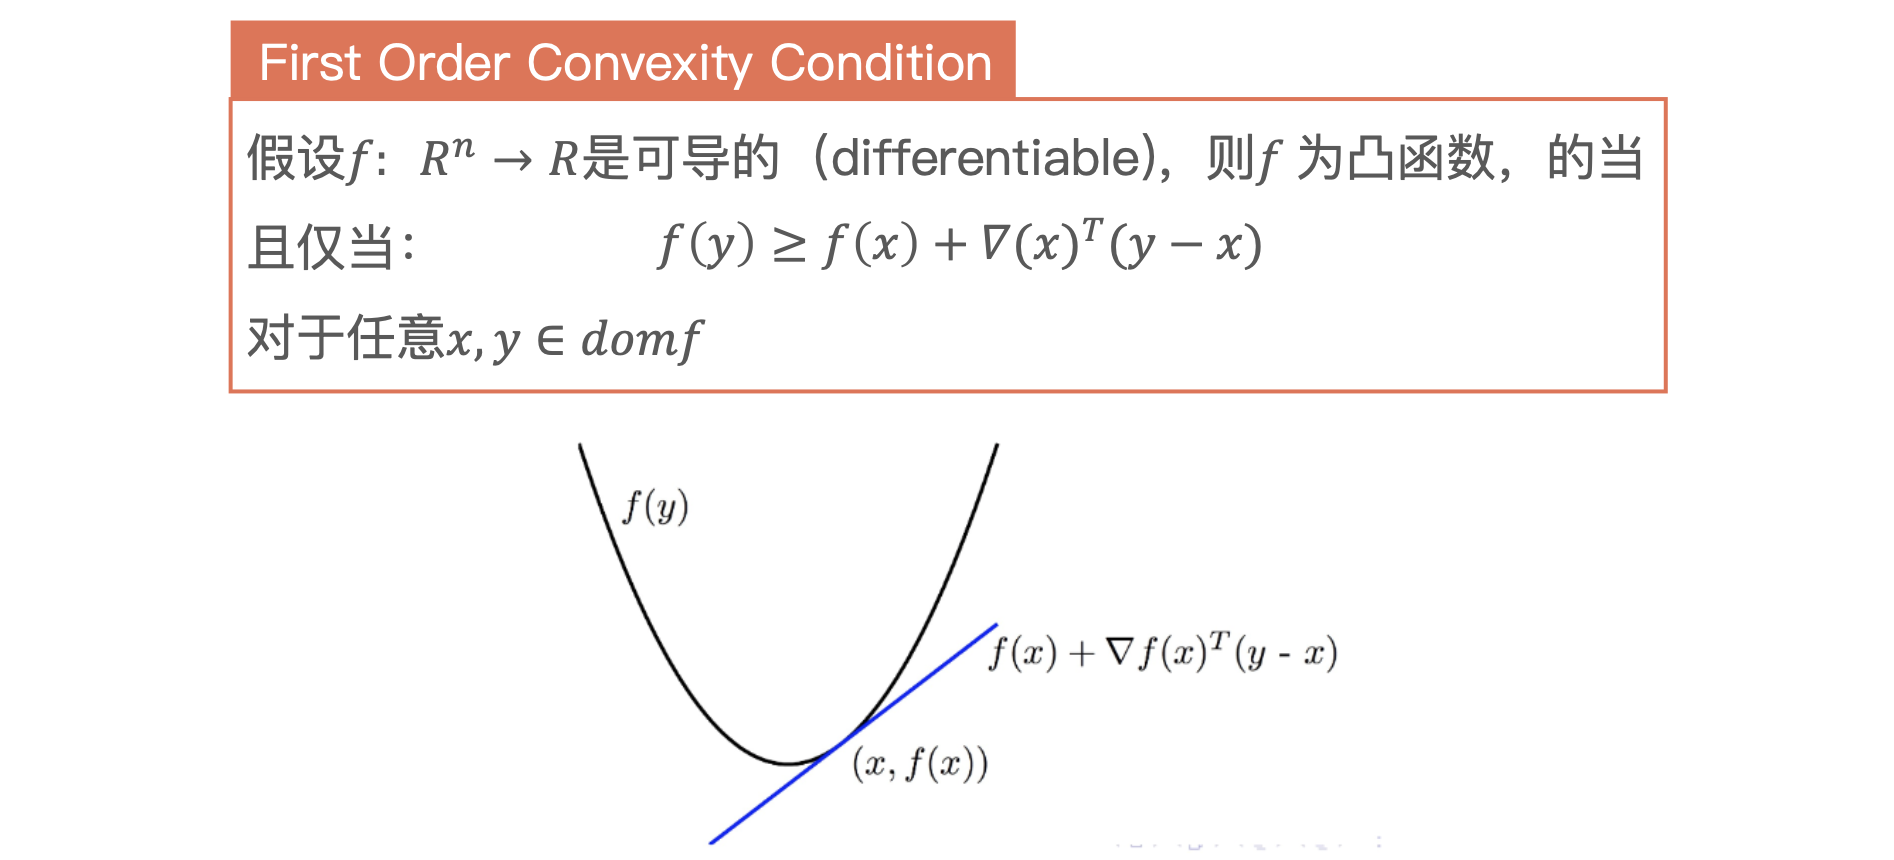 First Order Convexity Condition
假设f：Rⁿ → R是可导的（differentiable)，则f 为凸函数，的当
且仅当： f(y) ≥ f(x) + ∇(x)ᵀ(y − x)
对于任意x, y ∈ domf
f(y)
f(x) + ∇f(x)ᵀ(y - x)
(x, f(x))